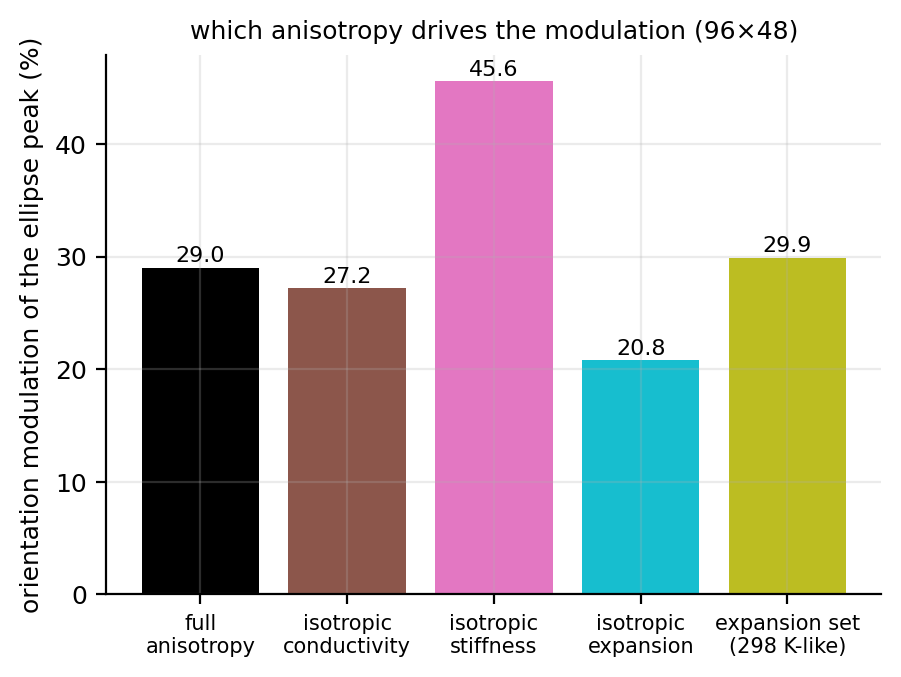 which anisotropy drives the modulation (96×48)
orientation modulation of the ellipse peak (%)
40
30
20
10
0
29.0
27.2
45.6
20.8
29.9
full
anisotropy
isotropic
conductivity
isotropic
stiffness
isotropic
expansion
expansion set
(298 K-like)